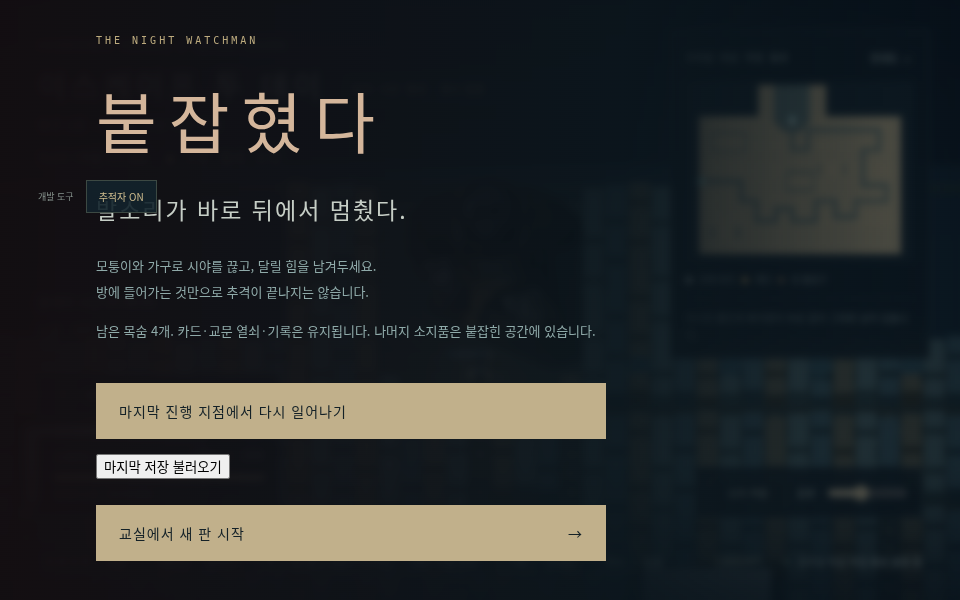 THE NIGHT WATCHMAN
붙잡혔다
개발 도구
추적자 ON
발소리가 바로 뒤에서 멈췄다.
모퉁이와 가구로 시야를 끊고, 달릴 힘을 남겨두세요.
방에 들어가는 것만으로 추격이 끝나지는 않습니다.
남은 목숨 4개. 카드·교문 열쇠·기록은 유지됩니다. 나머지 소지품은 붙잡힌 공간에 있습니다.
마지막 진행 지점에서 다시 일어나기
마지막 저장 불러오기
교실에서 새 판 시작 →